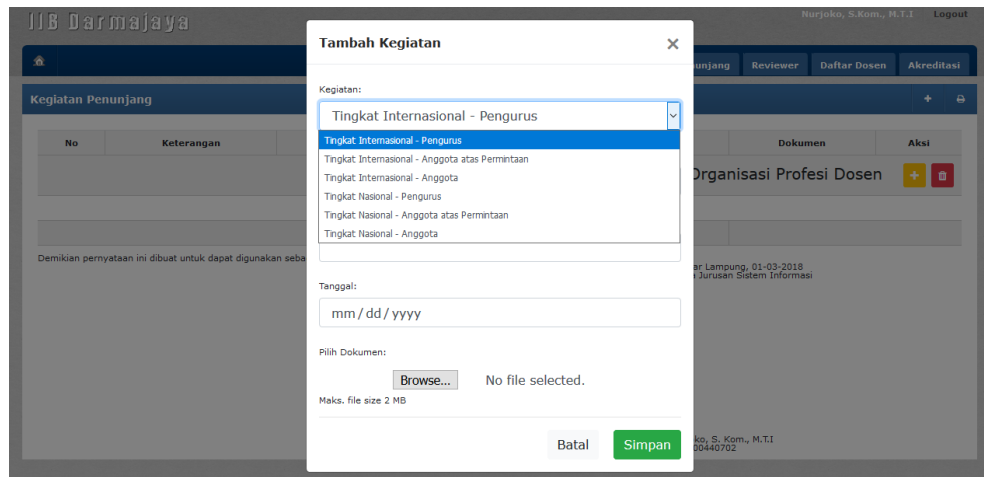 IIB Darmajaya
Nurjoko, S.Kom., M.T.I Logout
unjang Reviewer Daftar Dosen Akreditasi
Kegiatan Penunjang
No Keterangan Dokumen Aksi
Organisasi Profesi Dosen
Demikian pernyataan ini dibuat untuk dapat digunakan seba
ar Lampung, 01-03-2018
Jurusan Sistem Informasi
ko, S. Kom., M.T.I
00440702
Tambah Kegiatan
Kegiatan:
Tingkat Internasional - Pengurus
Tingkat Internasional - Pengurus
Tingkat Internasional - Anggota atas Permintaan
Tingkat Internasional - Anggota
Tingkat Nasional - Pengurus
Tingkat Nasional - Anggota atas Permintaan
Tingkat Nasional - Anggota
Tanggal:
mm/dd/yyyy
Pilih Dokumen:
Browse... No file selected.
Maks. file size 2 MB
Batal Simpan